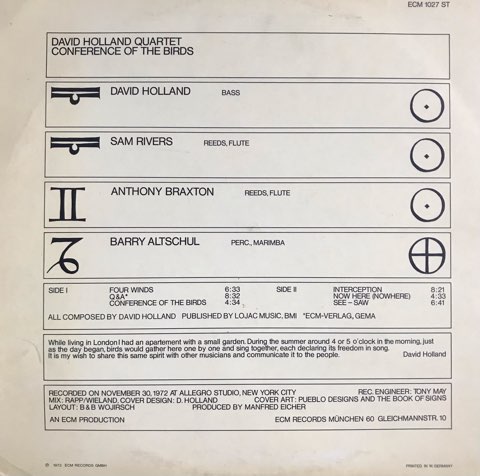 ECM 1027 ST
DAVID HOLLAND QUARTET
CONFERENCE OF THE BIRDS
DAVID HOLLAND BASS
SAM RIVERS REEDS, FLUTE
ANTHONY BRAXTON REEDS, FLUTE
BARRY ALTSCHUL PERC., MARIMBA
SIDE I FOUR WINDS 6:33 SIDE II INTERCEPTION 8:21
Q&A* 8:32 NOW HERE (NOWHERE) 4:33
CONFERENCE OF THE BIRDS 4:34 SEE – SAW 6:41
ALL COMPOSED BY DAVID HOLLAND PUBLISHED BY LOJAC MUSIC, BMI *ECM-VERLAG, GEMA
While living in London I had an apartement with a small garden. During the summer around 4 or 5 o'clock in the morning, just
as the day began, birds would gather here one by one and sing together, each declaring its freedom in song.
It is my wish to share this same spirit with other musicians and communicate it to the people. David Holland
RECORDED ON NOVEMBER 30, 1972 AT ALLEGRO STUDIO, NEW YORK CITY REC. ENGINEER: TONY MAY
MIX: RAPP/WIELAND. COVER DESIGN: D. HOLLAND COVER ART: PUEBLO DESIGNS AND THE BOOK OF SIGNS
LAYOUT: B & B WOJIRSCH PRODUCED BY MANFRED EICHER
AN ECM PRODUCTION ECM RECORDS MÜNCHEN 60 GLEICHMANNSTR. 10
℗ 1973 ECM RECORDS GMBH PRINTED IN W. GERMANY